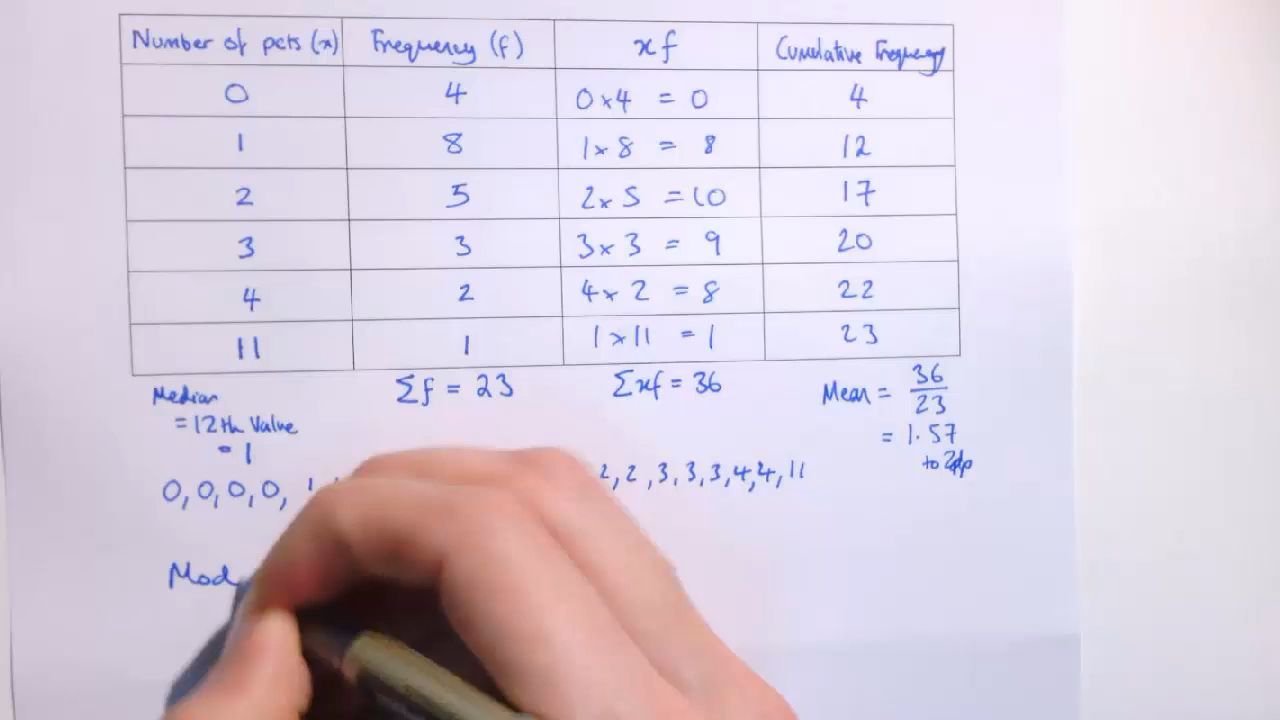 Number of pets (x) Frequency (f) xf Cumulative Frequency
0 4 0 × 4 = 0 4
1 8 1 × 8 = 8 12
2 5 2 × 5 = 10 17
3 3 3 × 3 = 9 20
4 2 4 × 2 = 8 22
11 1 1 × 11 = 1 23
Σf = 23 Σxf = 36
Median
= 12th Value
= 1
Mean = 36/23
= 1.57
to 2dp
0, 0, 0, 0, 1 2, 2, 3, 3, 3, 4, 4, 11
Mod